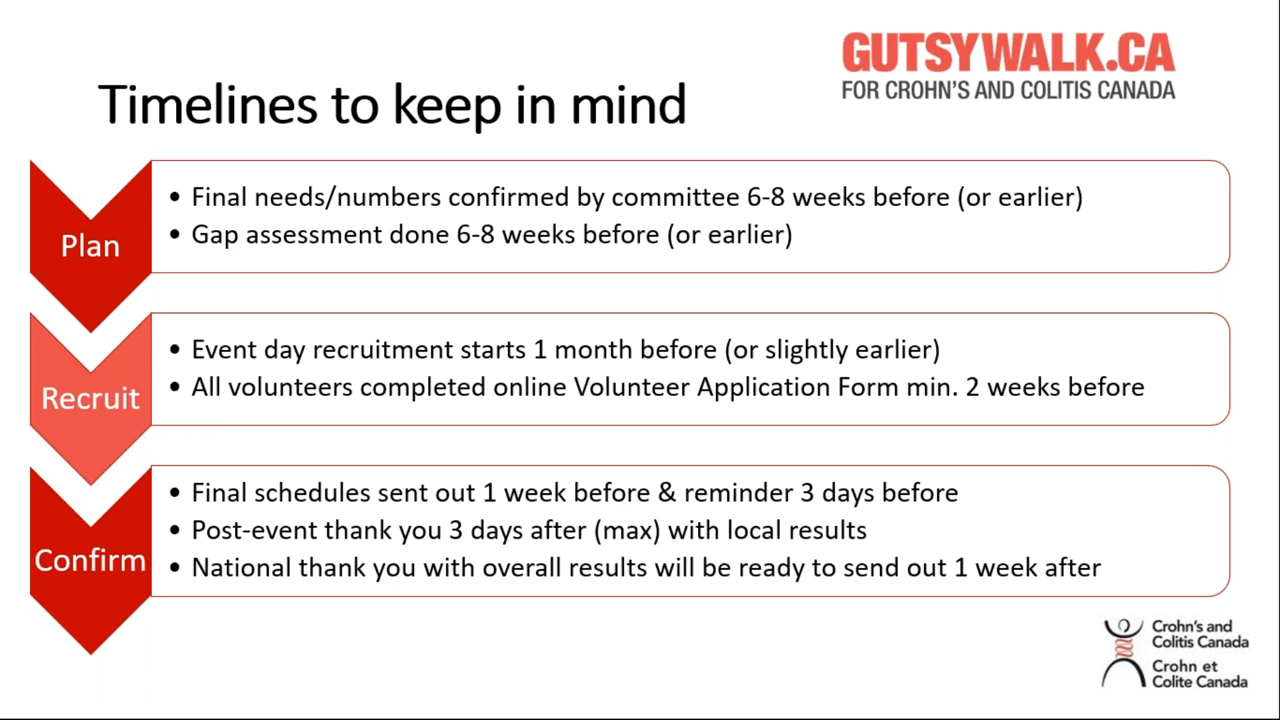 GUTSYWALK.CA
FOR CROHN'S AND COLITIS CANADA
Timelines to keep in mind
Plan
• Final needs/numbers confirmed by committee 6-8 weeks before (or earlier)
• Gap assessment done 6-8 weeks before (or earlier)
Recruit
• Event day recruitment starts 1 month before (or slightly earlier)
• All volunteers completed online Volunteer Application Form min. 2 weeks before
Confirm
• Final schedules sent out 1 week before & reminder 3 days before
• Post-event thank you 3 days after (max) with local results
• National thank you with overall results will be ready to send out 1 week after
Crohn's and
Colitis Canada
Crohn et
Colite Canada